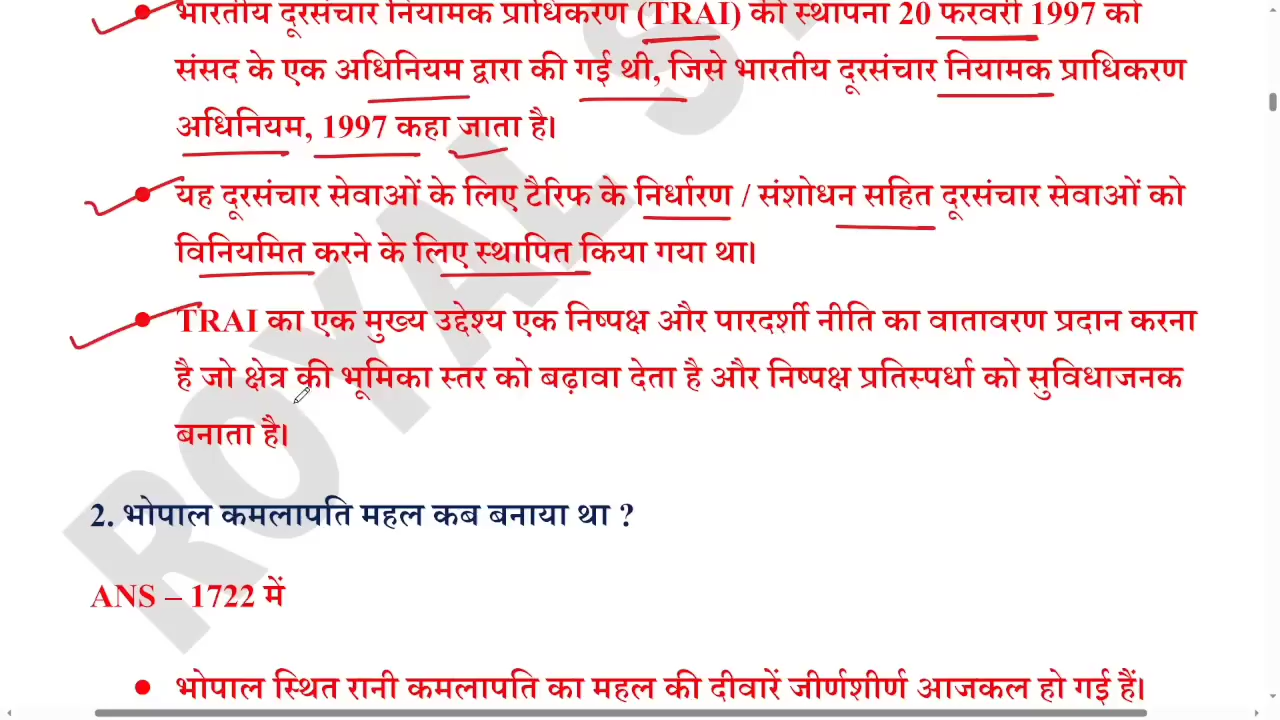 भारतीय दूरसंचार नियामक प्राधिकरण (TRAI) की स्थापना 20 फरवरी 1997 को
संसद के एक अधिनियम द्वारा की गई थी, जिसे भारतीय दूरसंचार नियामक प्राधिकरण
अधिनियम, 1997 कहा जाता है।
यह दूरसंचार सेवाओं के लिए टैरिफ के निर्धारण / संशोधन सहित दूरसंचार सेवाओं को
विनियमित करने के लिए स्थापित किया गया था।
TRAI का एक मुख्य उद्देश्य एक निष्पक्ष और पारदर्शी नीति का वातावरण प्रदान करना
है जो क्षेत्र की भूमिका स्तर को बढ़ावा देता है और निष्पक्ष प्रतिस्पर्धा को सुविधाजनक
बनाता है।
2. भोपाल कमलापति महल कब बनाया था ?
ANS – 1722 में
भोपाल स्थित रानी कमलापति का महल की दीवारें जीर्णशीर्ण आजकल हो गई हैं।
ROYAL